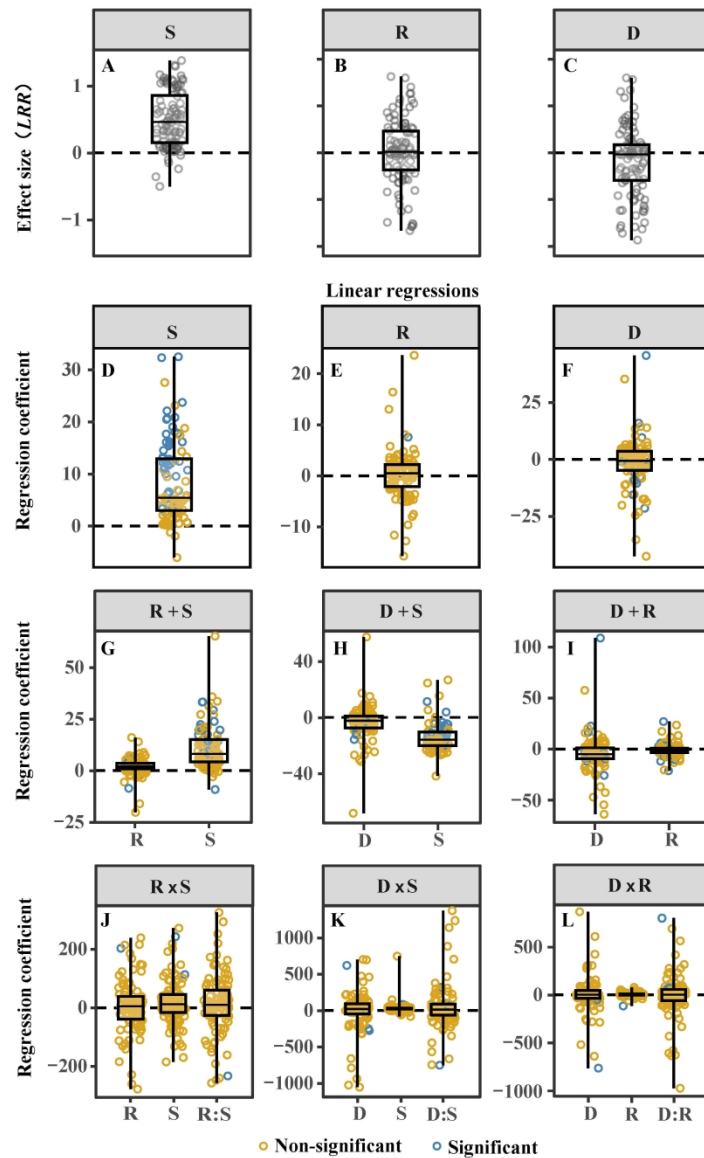 S R D
A B C
Effect size (LRR)
1
0
−1
Linear regressions
S R D
D E F
Regression coefficient
30
20
10
0
20
10
0
−10
25
0
−25
R + S D + S D + R
G H I
Regression coefficient
50
25
0
−25
40
0
−40
100
50
0
−50
R S D S D R
R x S D x S D x R
J K L
Regression coefficient
200
0
−200
1000
500
0
−500
−1000
500
0
−500
−1000
R S R:S D S D:S D R D:R
Non-significant Significant